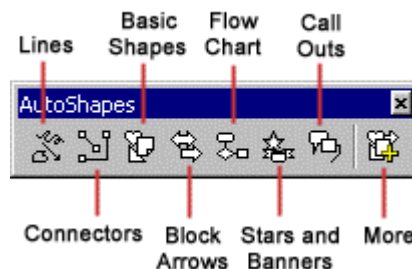 Lines
Basic
Shapes
Flow
Chart
Call
Outs
AutoShapes
Connectors
Block
Arrows
Stars and
Banners
More